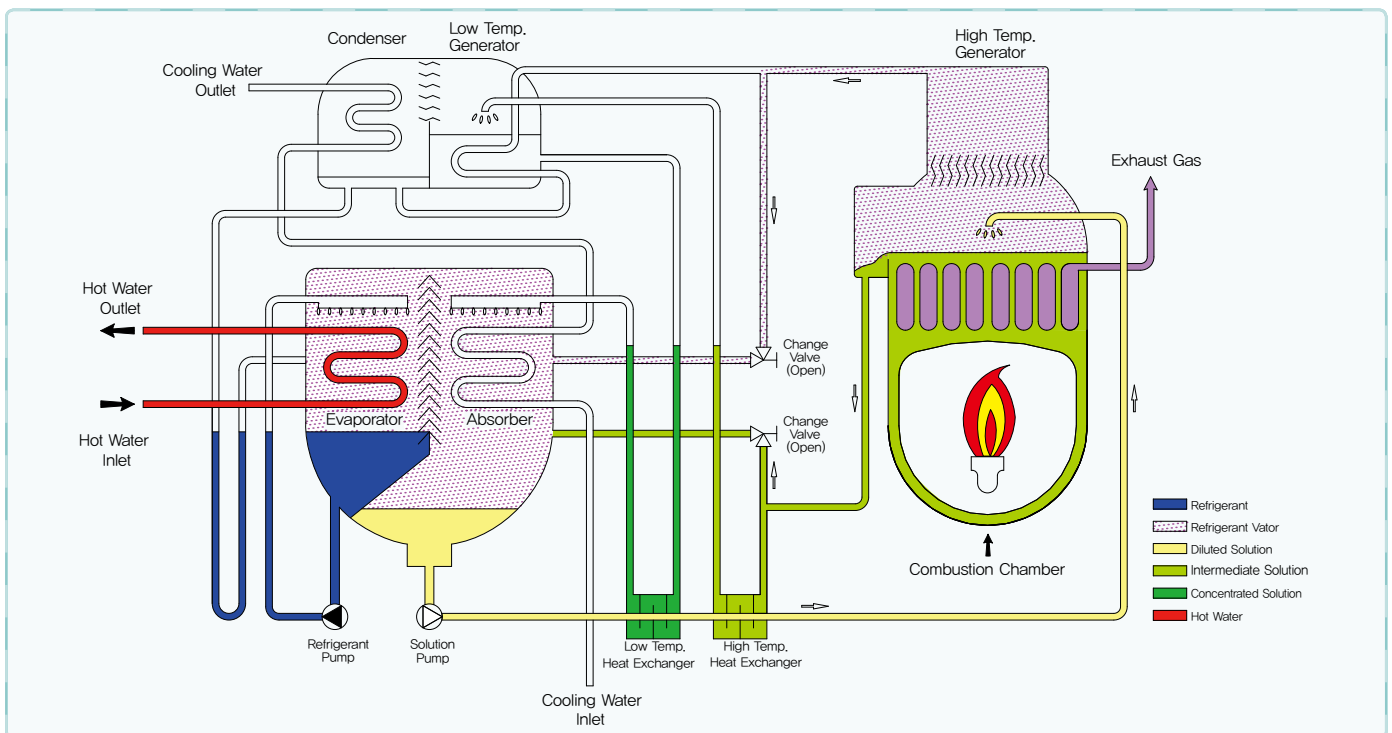 Condenser
Low Temp.
Generator
High Temp.
Generator
Cooling Water
Outlet
Exhaust Gas
Hot Water
Outlet
Change
Valve
(Open)
Evaporator
Absorber
Hot Water
Inlet
Change
Valve
(Open)
Refrigerant
Refrigerant Vator
Diluted Solution
Intermediate Solution
Concentrated Solution
Hot Water
Combustion Chamber
Refrigerant
Pump
Solution
Pump
Low Temp.
Heat Exchanger
High Temp.
Heat Exchanger
Cooling Water
Inlet